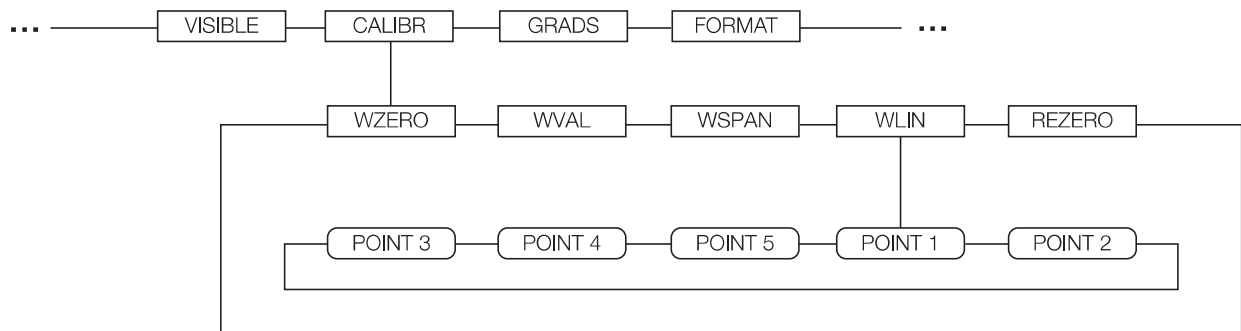 ... VISIBLE CALIBR GRADS FORMAT ...
WZERO WVAL WSPAN WLIN REZERO
POINT 3 POINT 4 POINT 5 POINT 1 POINT 2